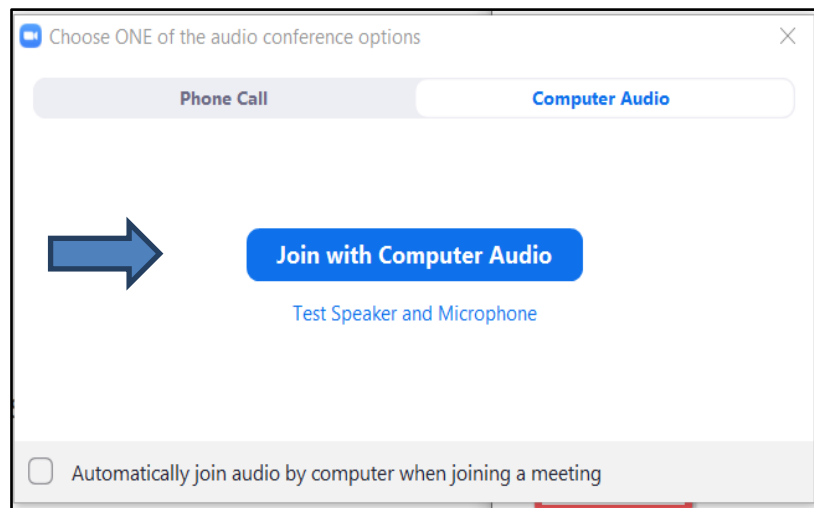 Choose ONE of the audio conference options
Phone Call
Computer Audio
Join with Computer Audio
Test Speaker and Microphone
Automatically join audio by computer when joining a meeting